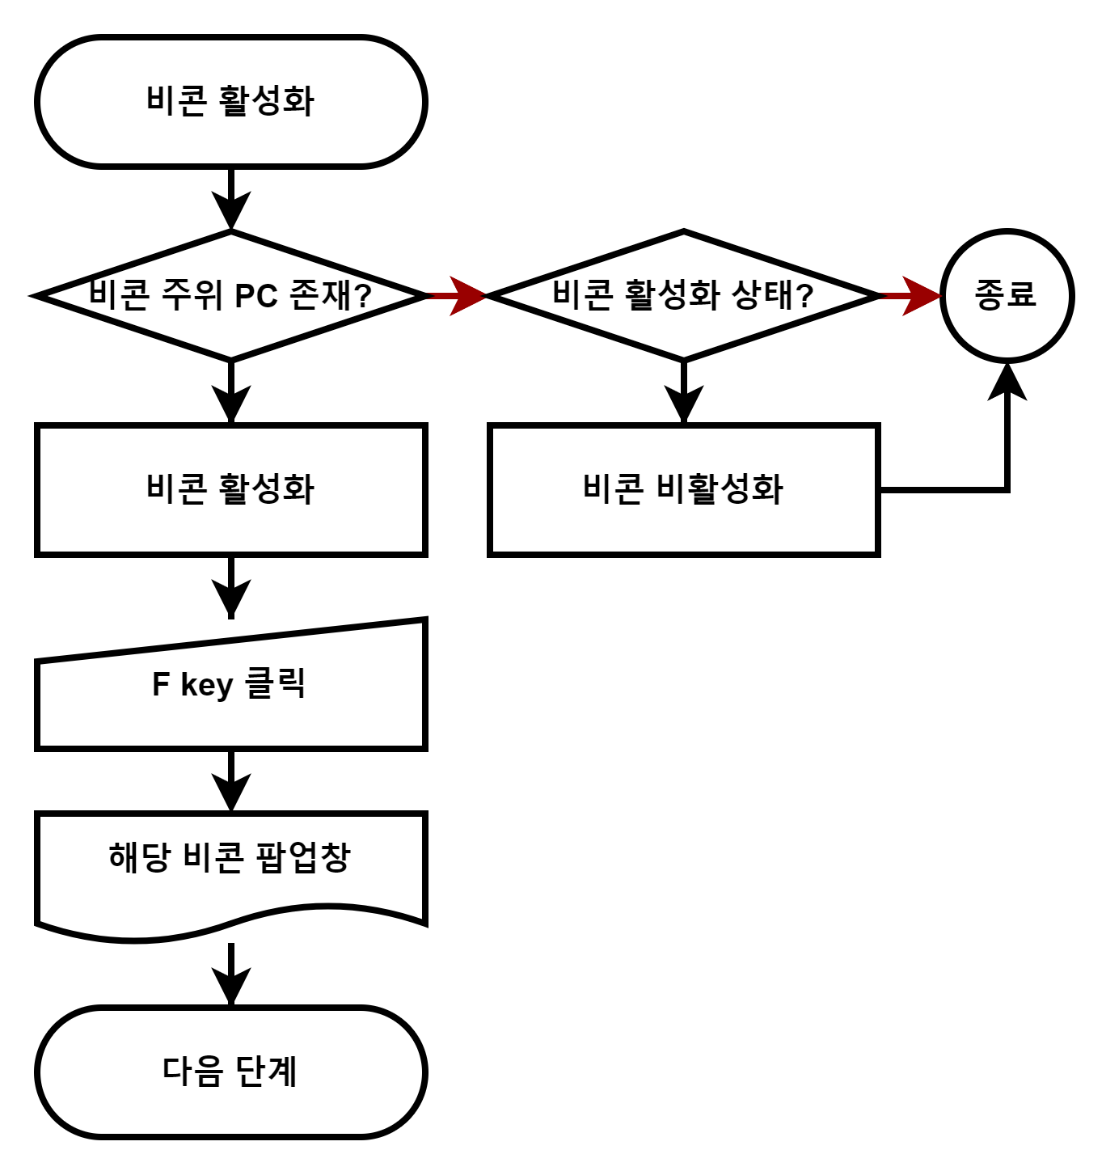 비콘 활성화
비콘 주위 PC 존재?
비콘 활성화 상태?
종료
비콘 활성화
비콘 비활성화
F key 클릭
해당 비콘 팝업창
다음 단계